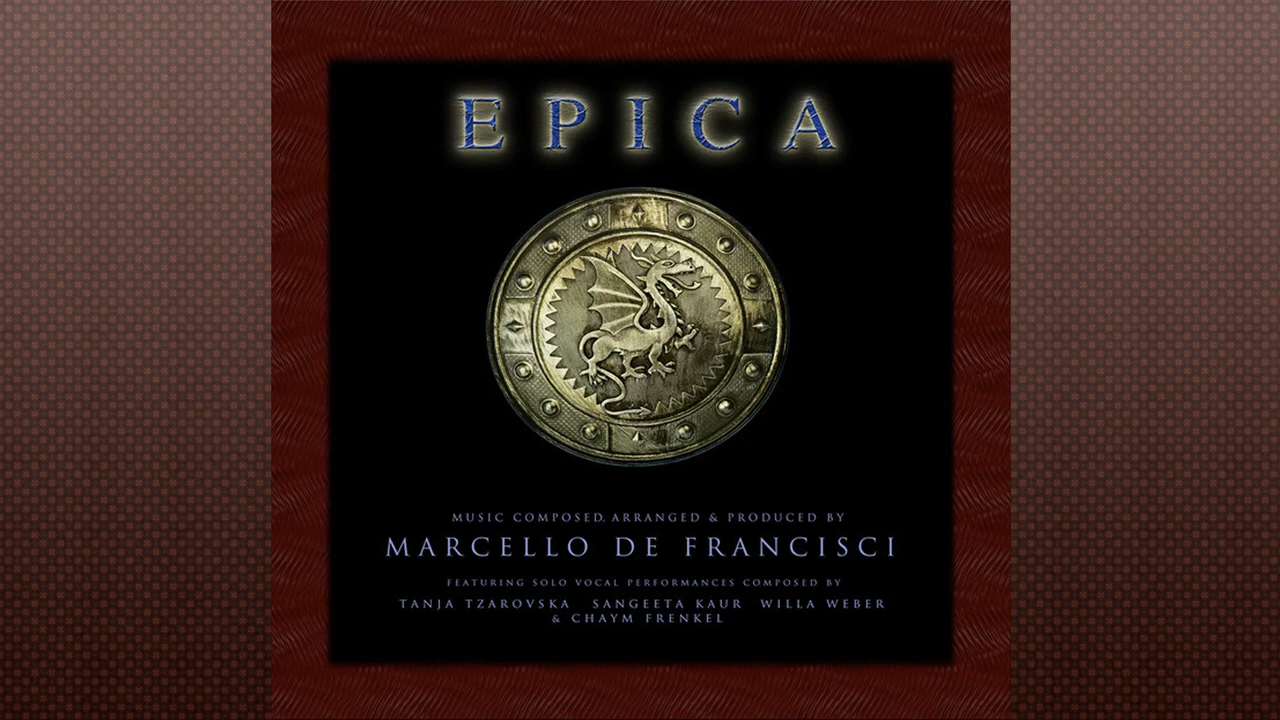 EPICA
MUSIC COMPOSED, ARRANGED & PRODUCED BY
MARCELLO DE FRANCISCI
FEATURING SOLO VOCAL PERFORMANCES COMPOSED BY
TANJA TZAROVSKA SANGEETA KAUR WILLA WEBER
& CHAYM FRENKEL